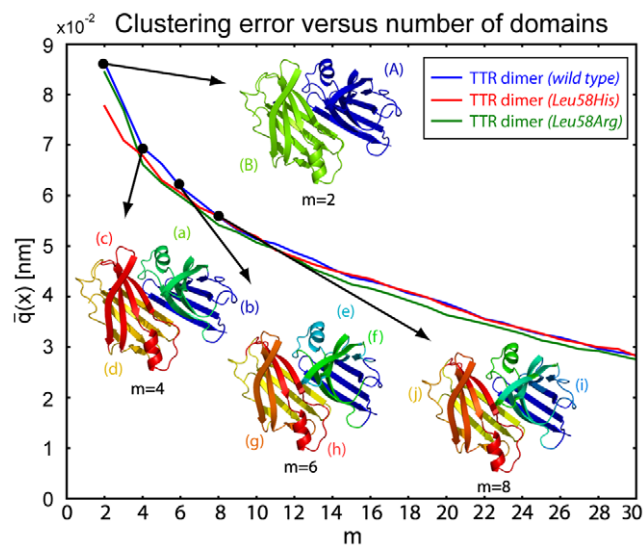 Clustering error versus number of domains
x10⁻²
9
8
7
6
5
4
3
2
1
0
q̄(x) [nm]
TTR dimer (wild type)
TTR dimer (Leu58His)
TTR dimer (Leu58Arg)
(A)
(B)
m=2
(c)
(a)
(b)
(d)
m=4
(e)
(f)
(g)
(h)
m=6
(j)
(i)
m=8
0 2 4 6 8 10 12 14 16 18 20 22 24 26 28 30
m